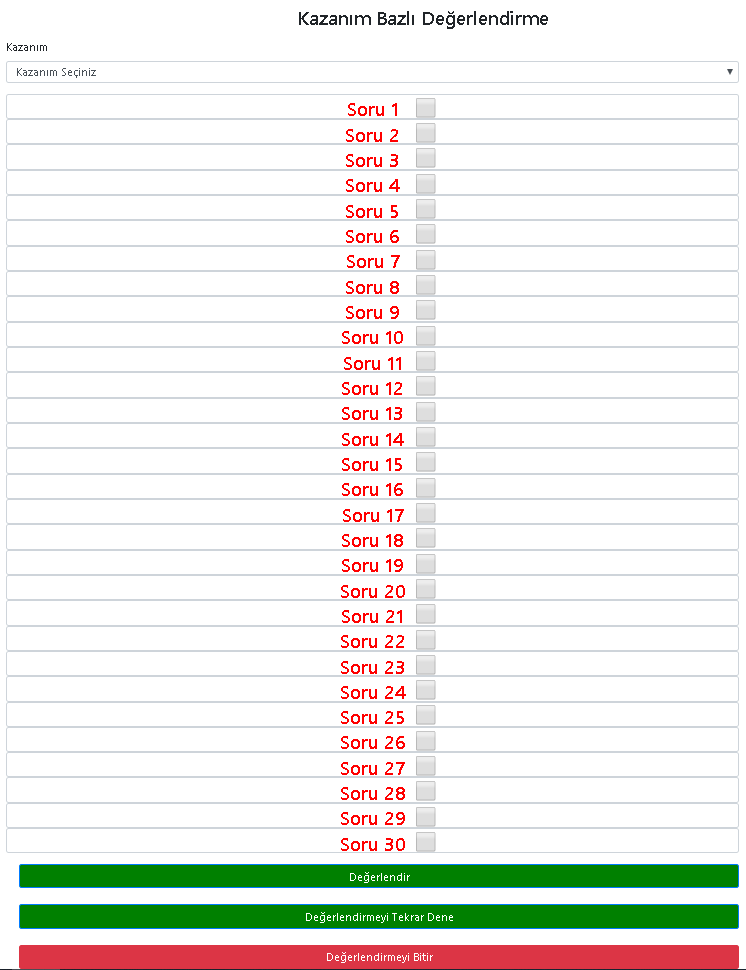 Kazanım Bazlı Değerlendirme
Kazanım
Kazanım Seçiniz
Soru 1
Soru 2
Soru 3
Soru 4
Soru 5
Soru 6
Soru 7
Soru 8
Soru 9
Soru 10
Soru 11
Soru 12
Soru 13
Soru 14
Soru 15
Soru 16
Soru 17
Soru 18
Soru 19
Soru 20
Soru 21
Soru 22
Soru 23
Soru 24
Soru 25
Soru 26
Soru 27
Soru 28
Soru 29
Soru 30
Değerlendir
Değerlendirmeyi Tekrar Dene
Değerlendirmeyi Bitir